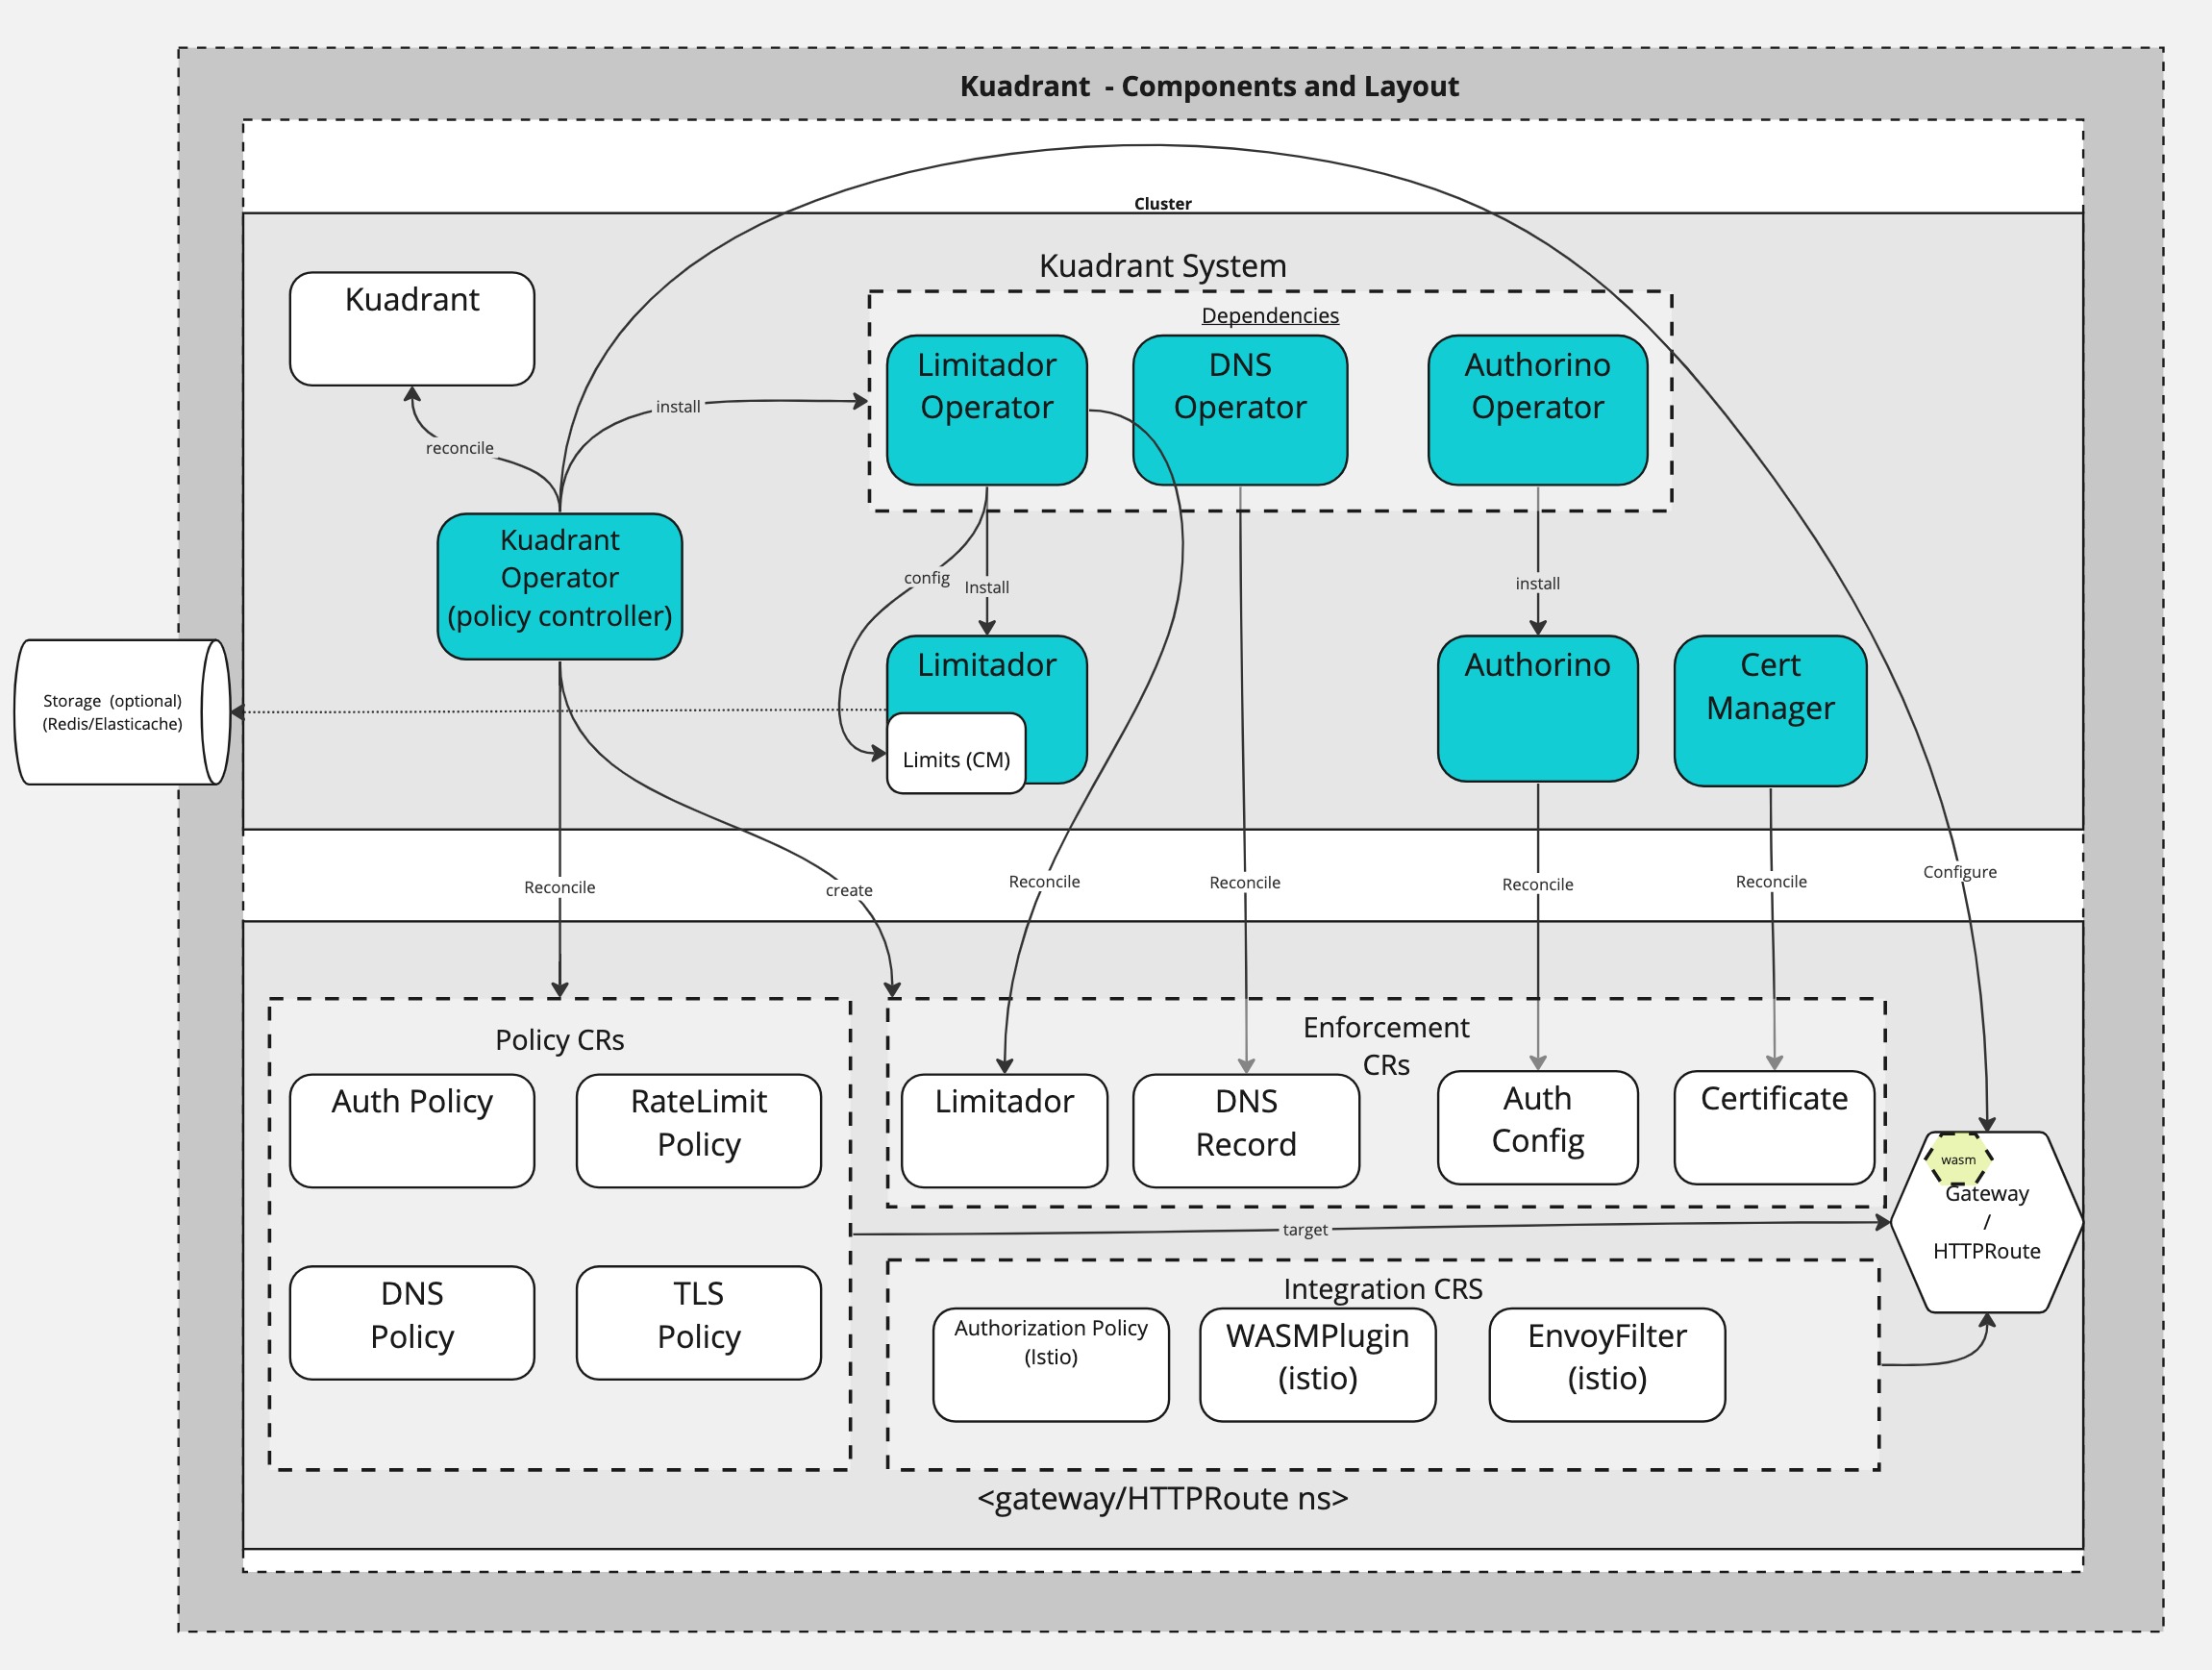 Kuadrant  - Components and Layout
Cluster
Kuadrant System
Kuadrant
Dependencies
Limitador
Operator
DNS
Operator
Authorino
Operator
install
reconcile
Kuadrant
Operator
(policy controller)
config
Install
install
Limitador
Limits (CM)
Authorino
Cert
Manager
Storage  (optional)
(Redis/Elasticache)
Reconcile
create
Reconcile
Reconcile
Reconcile
Reconcile
Configure
Policy CRs
Auth Policy
RateLimit
Policy
DNS
Policy
TLS
Policy
Enforcement
CRs
Limitador
DNS
Record
Auth
Config
Certificate
wasm
Gateway
/
HTTPRoute
target
Integration CRS
Authorization Policy
(Istio)
WASMPlugin
(istio)
EnvoyFilter
(istio)
<gateway/HTTPRoute ns>